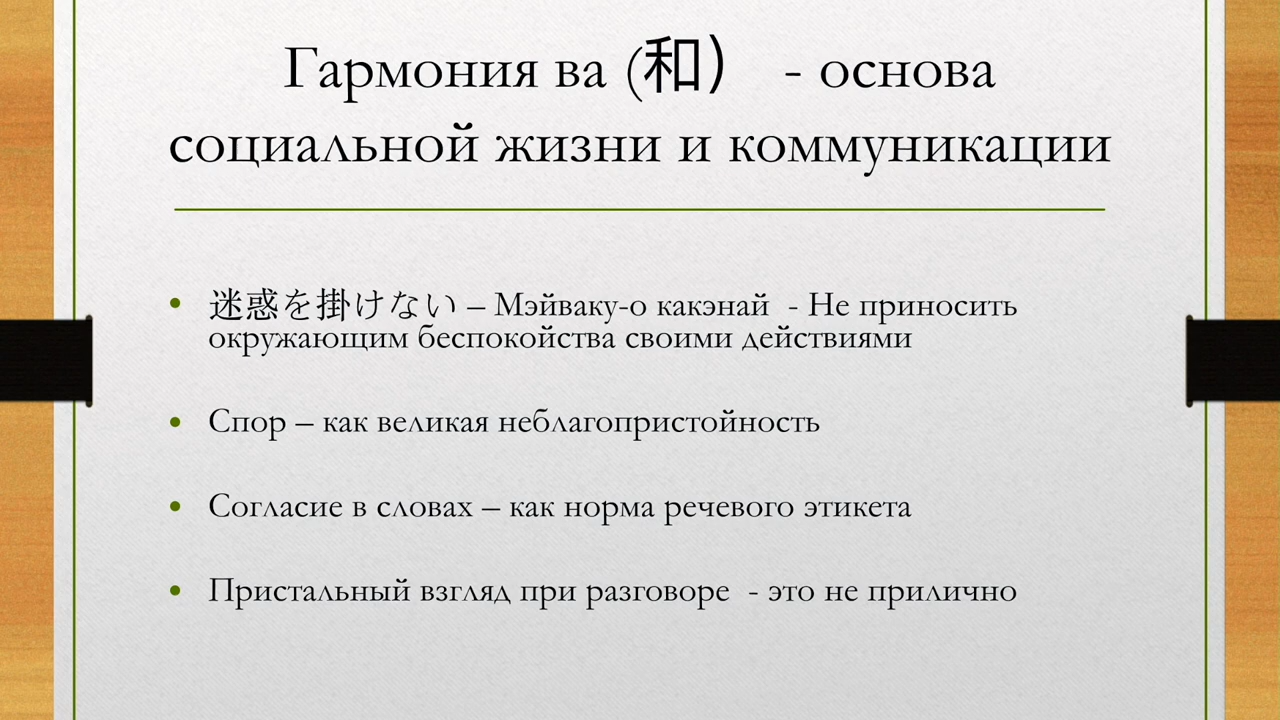 Гармония ва (和） - основа
социальной жизни и коммуникации
• 迷惑を掛けない – Мэйваку-о какэнай - Не приносить
окружающим беспокойства своими действиями
• Спор – как великая неблагопристойность
• Согласие в словах – как норма речевого этикета
• Пристальный взгляд при разговоре - это не прилично